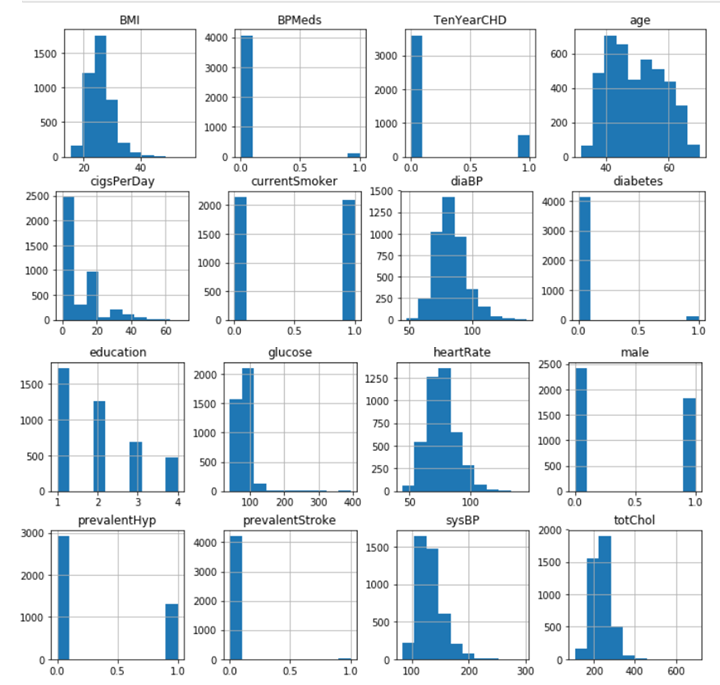 BMI BPMeds TenYearCHD age
1500 1000 500 0
20 40
4000 3000 2000 1000 0
0.0 0.5 1.0
3000 2000 1000 0
0.0 0.5 1.0
600 400 200 0
40 60
cigsPerDay currentSmoker diaBP diabetes
2500 2000 1500 1000 500 0
0 20 40 60
2000 1500 1000 500 0
0.0 0.5 1.0
1500 1250 1000 750 500 250 0
50 100
4000 3000 2000 1000 0
0.0 0.5 1.0
education glucose heartRate male
1500 1000 500 0
1 2 3 4
2000 1500 1000 500 0
100 200 300 400
1250 1000 750 500 250 0
50 100
2500 2000 1500 1000 500 0
0.0 0.5 1.0
prevalentHyp prevalentStroke sysBP totChol
3000 2000 1000 0
0.0 0.5 1.0
4000 3000 2000 1000 0
0.0 0.5 1.0
1500 1000 500 0
100 200 300
2000 1500 1000 500 0
200 400 600